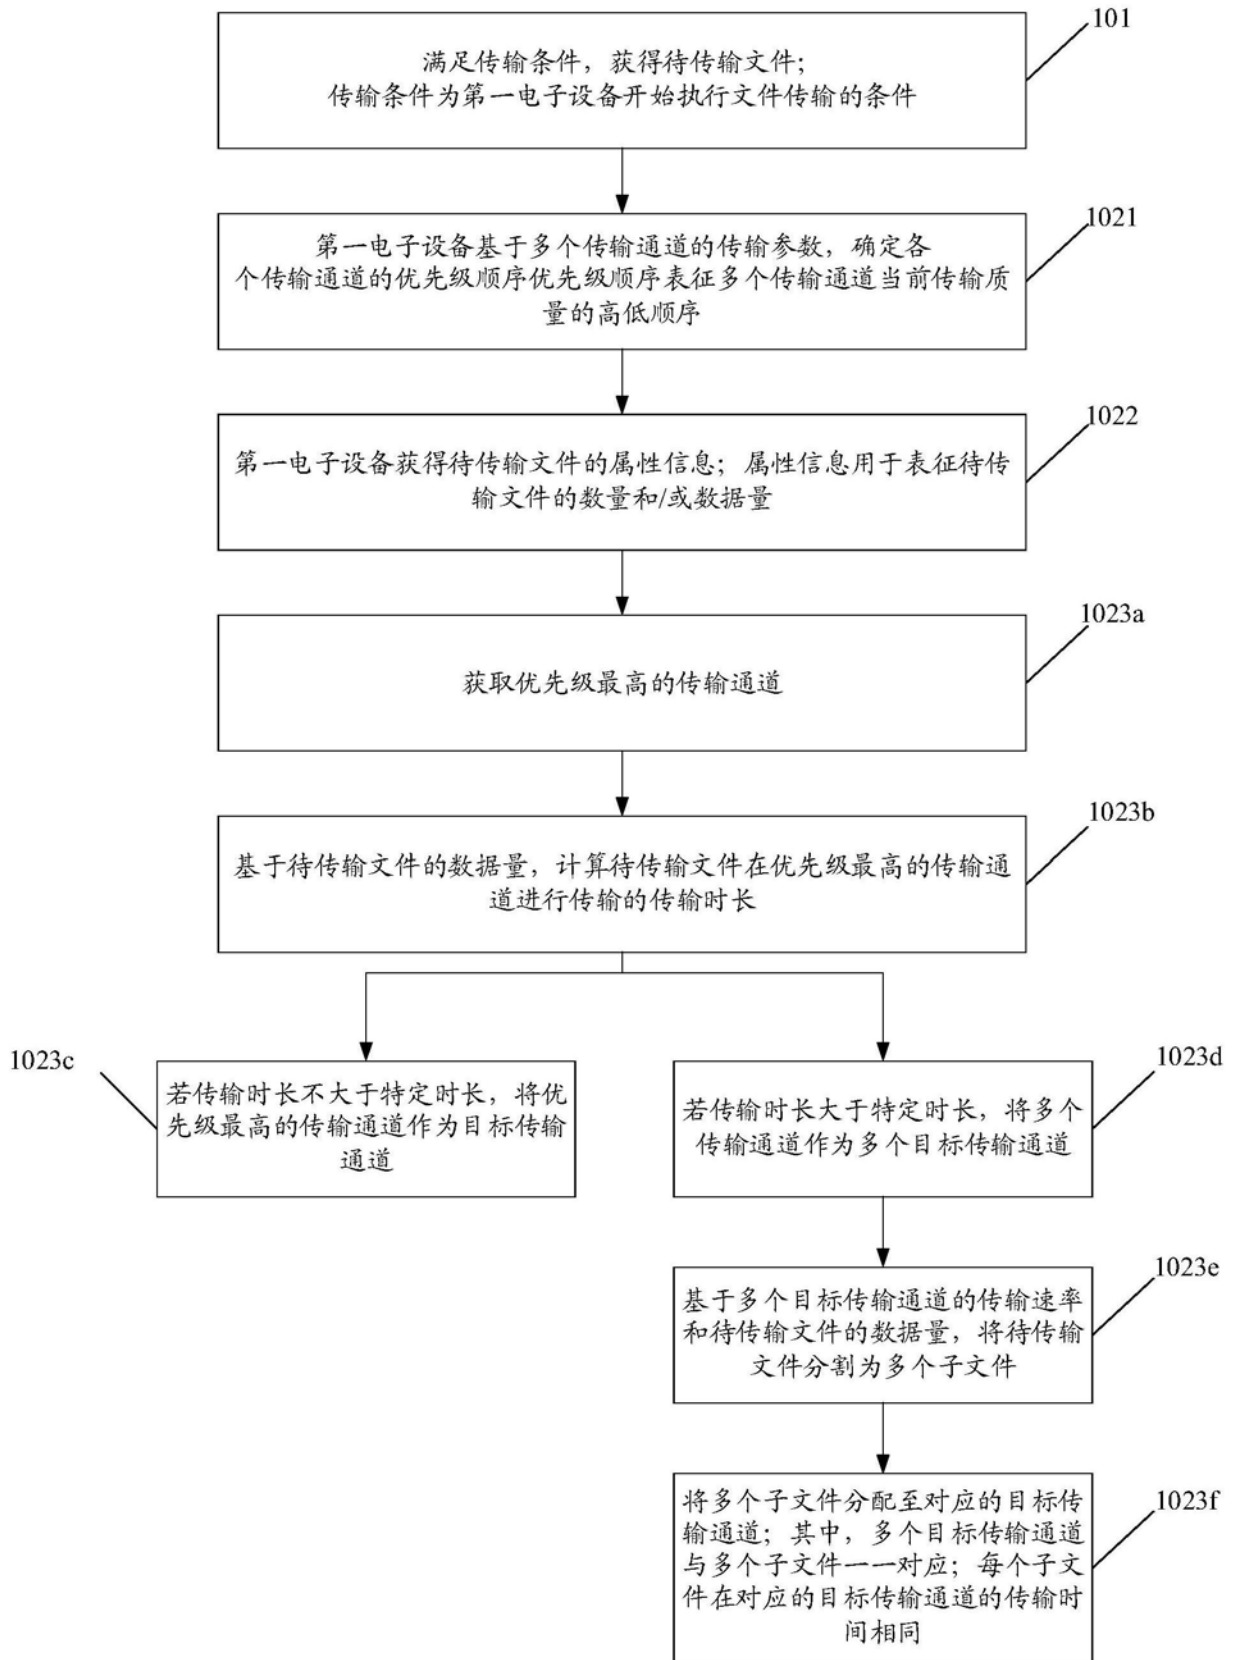 101
满足传输条件，获得待传输文件；
传输条件为第一电子设备开始执行文件传输的条件
1021
第一电子设备基于多个传输通道的传输参数，确定各
个传输通道的优先级顺序优先级顺序表征多个传输通道当前传输质
量的高低顺序
1022
第一电子设备获得待传输文件的属性信息；属性信息用于表征待传
输文件的数量和/或数据量
1023a
获取优先级最高的传输通道
1023b
基于待传输文件的数据量，计算待传输文件在优先级最高的传输通
道进行传输的传输时长
1023c
若传输时长不大于特定时长，将优
先级最高的传输通道作为目标传输
通道
1023d
若传输时长大于特定时长，将多个
传输通道作为多个目标传输通道
1023e
基于多个目标传输通道的传输速率
和待传输文件的数据量，将待传输
文件分割为多个子文件
1023f
将多个子文件分配至对应的目标传
输通道；其中，多个目标传输通道
与多个子文件一一对应；每个子文
件在对应的目标传输通道的传输时
间相同